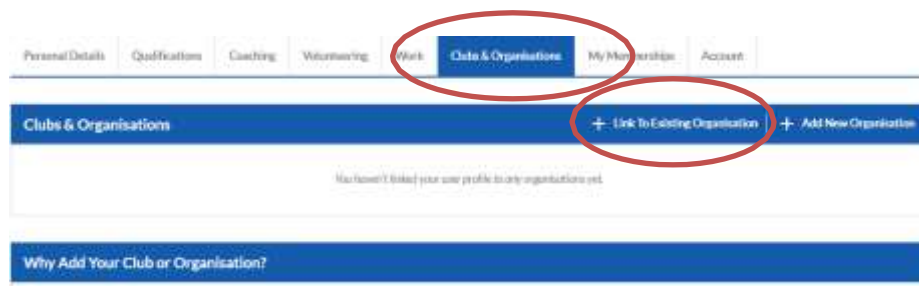 Personal Details Qualifications Coaching Volunteering Work Clubs & Organisations My Memberships Account
Clubs & Organisations + Link To Existing Organisation + Add New Organisation
You haven't linked your user profile to any organisations yet.
Why Add Your Club or Organisation?